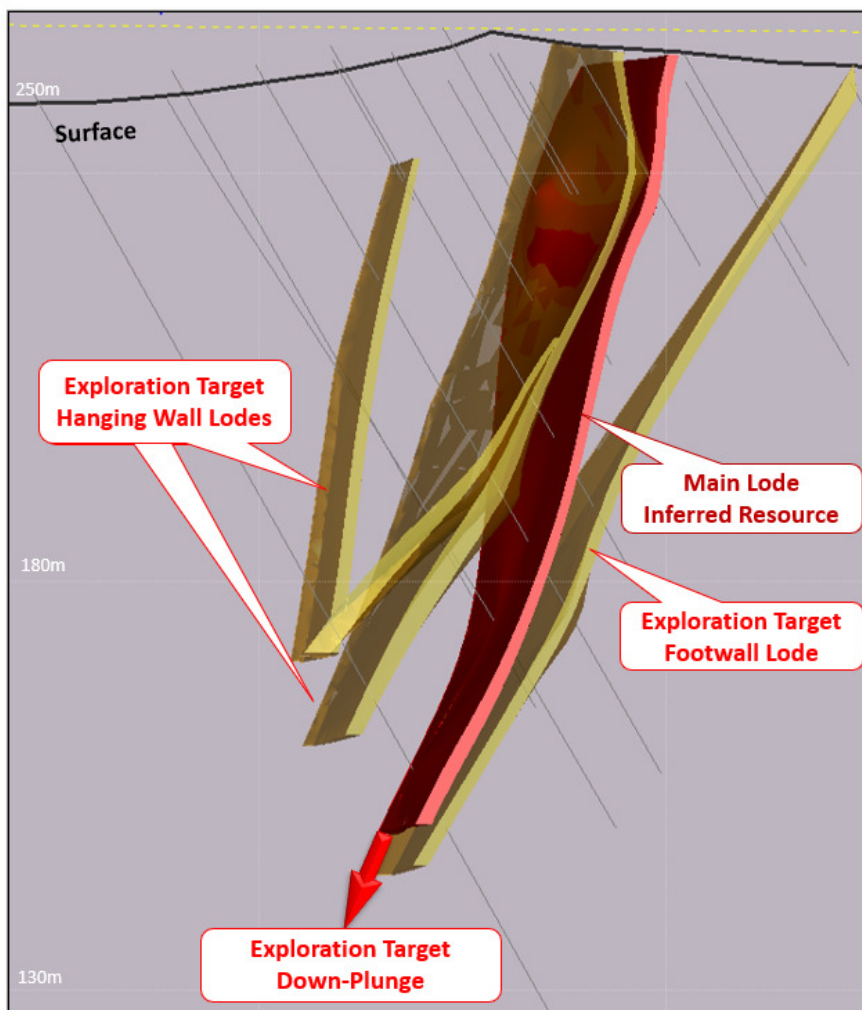 250m
Surface
Exploration Target
Hanging Wall Lodes
Main Lode
Inferred Resource
180m
Exploration Target
Footwall Lode
Exploration Target
Down-Plunge
130m